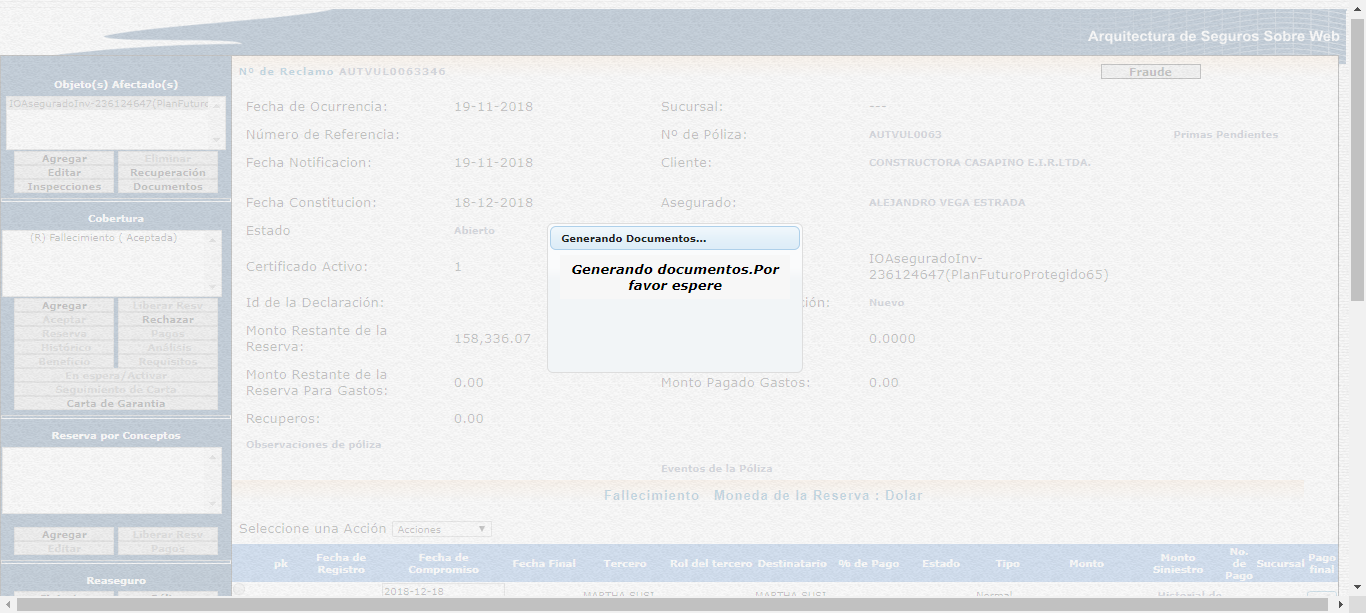 Arquitectura de Seguros Sobre Web
Objeto(s) Afectado(s)
IOAseguradoInv-236124647(PlanFuturo
Agregar Eliminar
Editar Recuperación
Inspecciones Documentos
Cobertura
(R) Fallecimiento ( Aceptada)
Agregar Liberar Resv
Aceptar Rechazar
Reserva Pagos
Histórico Análisis
Beneficio Requisitos
En espera/Activar
Seguimiento de Carta
Carta de Garantia
Reserva por Conceptos
Agregar Liberar Resv
Editar Pagos
Reaseguro
Nº de Reclamo AUTVUL0063346
Fraude
Fecha de Ocurrencia: 19-11-2018 Sucursal: ---
Número de Referencia: Nº de Póliza: AUTVUL0063 Primas Pendientes
Fecha Notificacion: 19-11-2018 Cliente: CONSTRUCTORA CASAPINO E.I.R.LTDA.
Fecha Constitucion: 18-12-2018 Asegurado: ALEJANDRO VEGA ESTRADA
Estado Abierto
Certificado Activo: 1 IOAseguradoInv-
236124647(PlanFuturoProtegido65)
Id de la Declaración: ción: Nuevo
Monto Restante de la
Reserva: 158,336.07 0.0000
Monto Restante de la
Reserva Para Gastos: 0.00 Monto Pagado Gastos: 0.00
Recuperos: 0.00
Observaciones de póliza
Eventos de la Póliza
Generando Documentos...
Generando documentos.Por
favor espere
Fallecimiento Moneda de la Reserva : Dolar
Seleccione una Acción Acciones
pk Fecha de Registro Fecha de Compromiso Fecha Final Tercero Rol del tercero Destinatario % de Pago Estado Tipo Monto Monto Siniestro No. de Pago Sucursal Pago final
2018-12-18 MARTHA SUSI MARTHA SUSI Normal Historial de